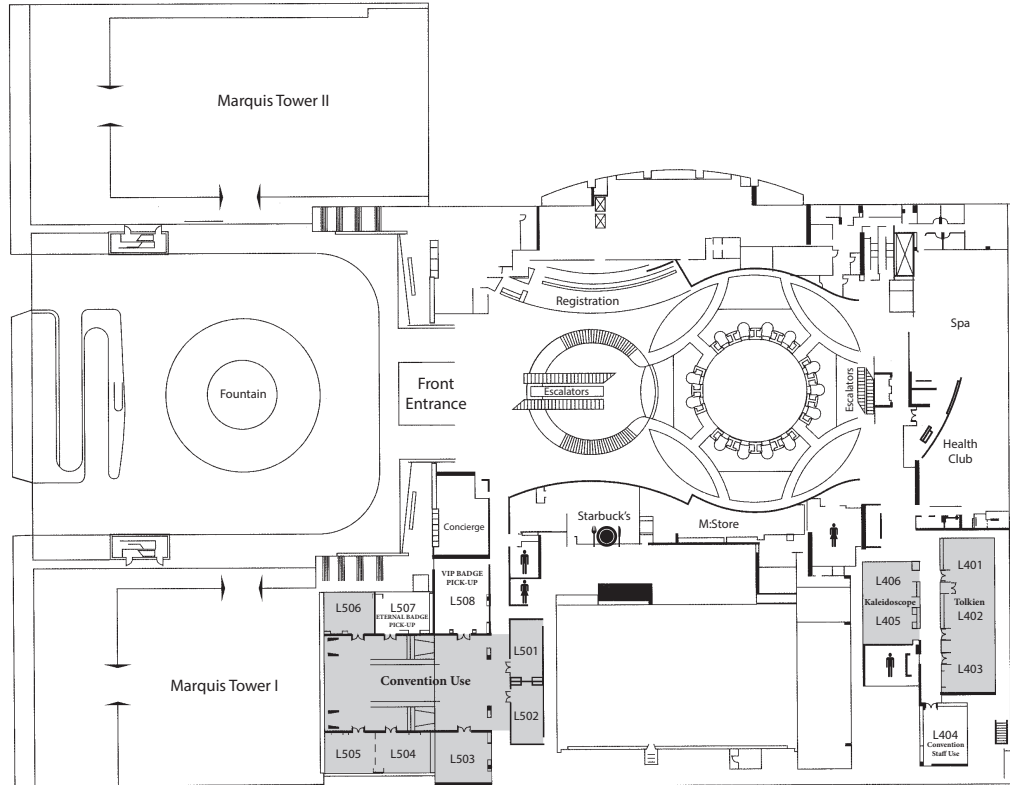 Marquis Tower II
Registration
Spa
Fountain
Front
Entrance
Escalators
Escalators
Health
Club
Concierge
Starbuck's
M:Store
VIP BADGE
PICK-UP
L508
L506
L507
ETERNAL BADGE
PICK-UP
L501
L502
Convention Use
Marquis Tower I
L505
L504
L503
L406
Kaleidoscope
L405
L401
Tolkien
L402
L403
L404
Convention
Staff Use